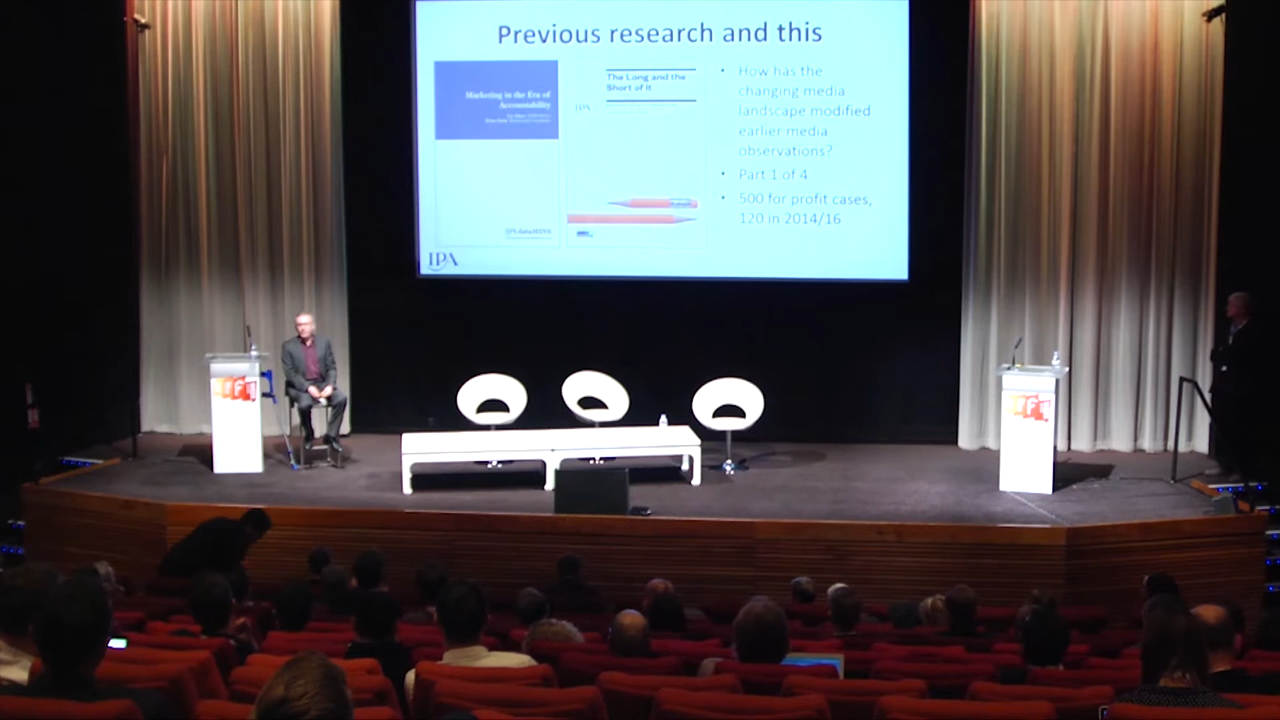 Previous research and this
Marketing in the Era of
Accountability
The Long and the
Short of It
IPA
• How has the
changing media
landscape modified
earlier media
observations?
• Part 1 of 4
• 500 for profit cases,
120 in 2014/16
IPA